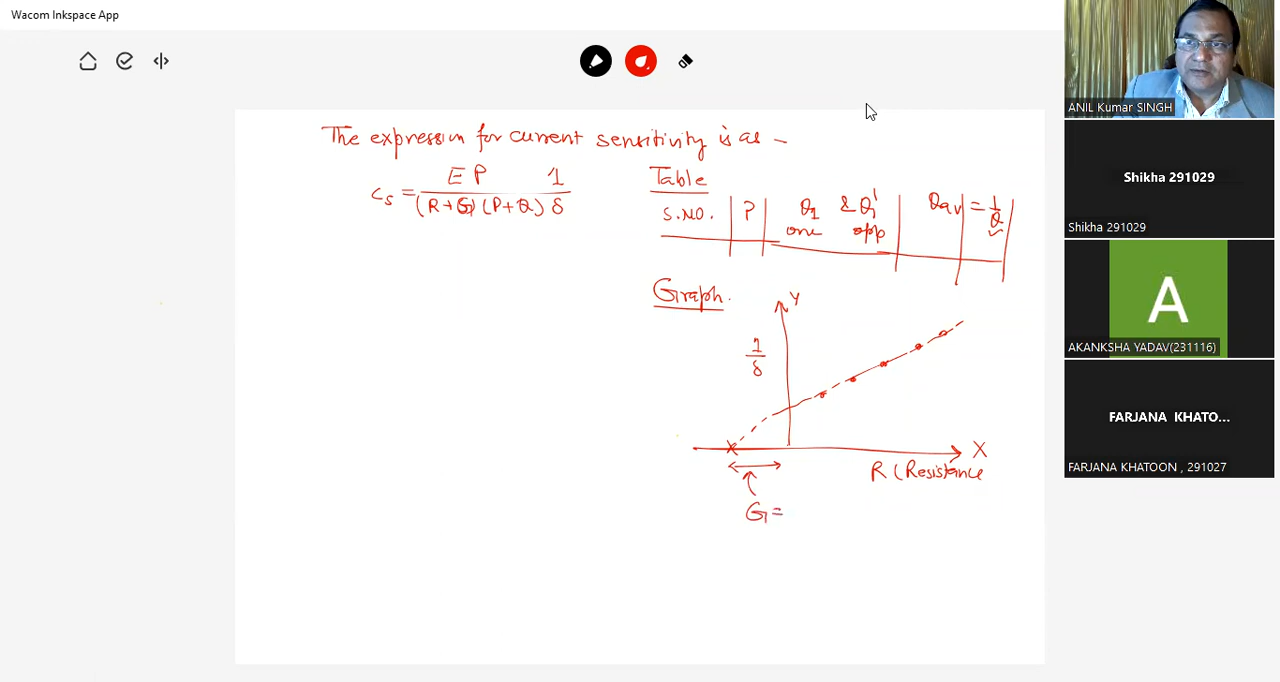 Wacom Inkspace App
The expression for current sensitivity is as –
E P 1
Cs = (R+G) (P+Q) δ
Table
S.NO. | P | θ1 & θ1' | θav = 1/θ
one opp
Graph.
Y
1
δ
X
R (Resistance
G =
ANIL Kumar SINGH
Shikha 291029
Shikha 291029
A
AKANKSHA YADAV(231116)
FARJANA KHATO...
FARJANA KHATOON , 291027